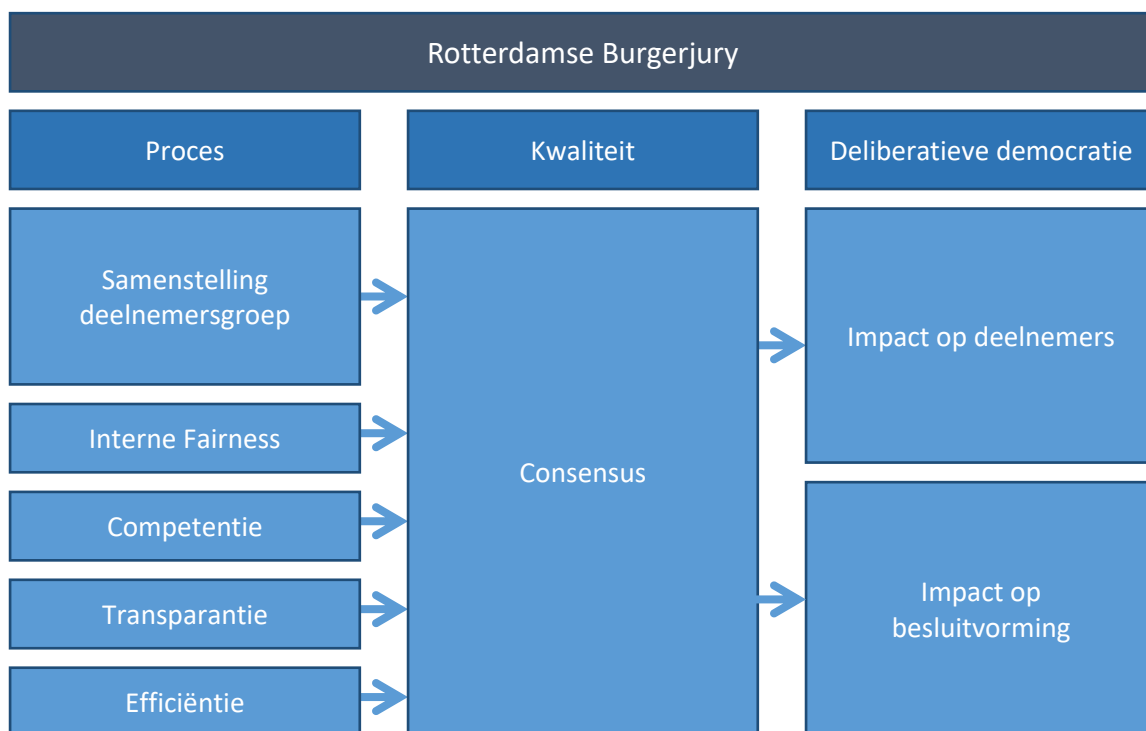 Rotterdamse Burgerjury
Proces
Kwaliteit
Deliberatieve democratie
Samenstelling
deelnemersgroep
Interne Fairness
Competentie
Transparantie
Efficiëntie
Consensus
Impact op deelnemers
Impact op
besluitvorming